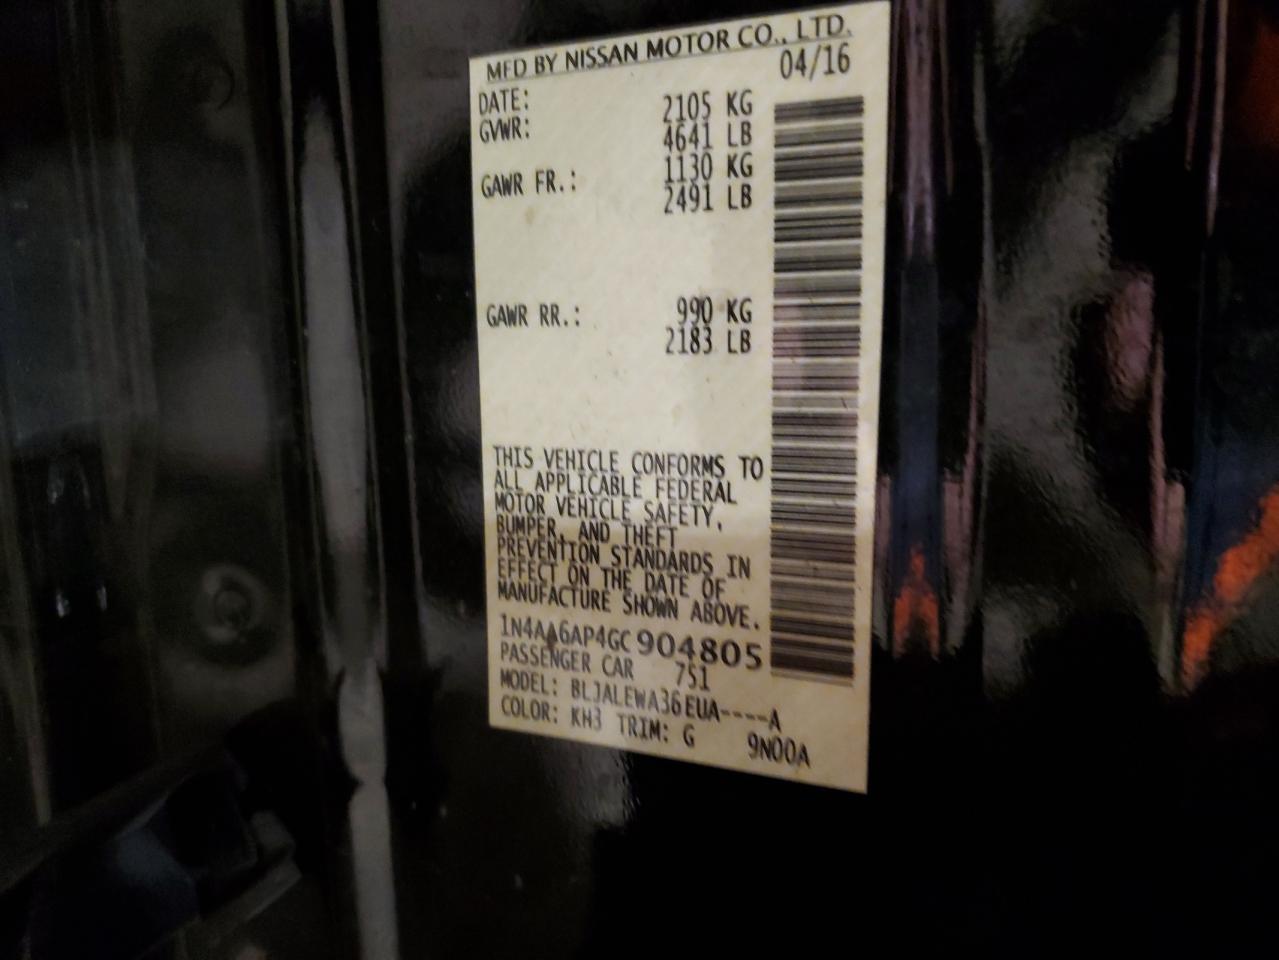 MFD BY NISSAN MOTOR CO., LTD.
04/16
DATE:
GVWR: 2105 KG
4641 LB
GAWR FR.: 1130 KG
2491 LB
GAWR RR.: 990 KG
2183 LB
THIS VEHICLE CONFORMS TO
ALL APPLICABLE FEDERAL
MOTOR VEHICLE SAFETY,
BUMPER, AND THEFT
PREVENTION STANDARDS IN
EFFECT ON THE DATE OF
MANUFACTURE SHOWN ABOVE.
1N4AA6AP4GC904805
PASSENGER CAR 751
MODEL: BLJALEWA36EUA----A
COLOR: KH3 TRIM: G 9N00A